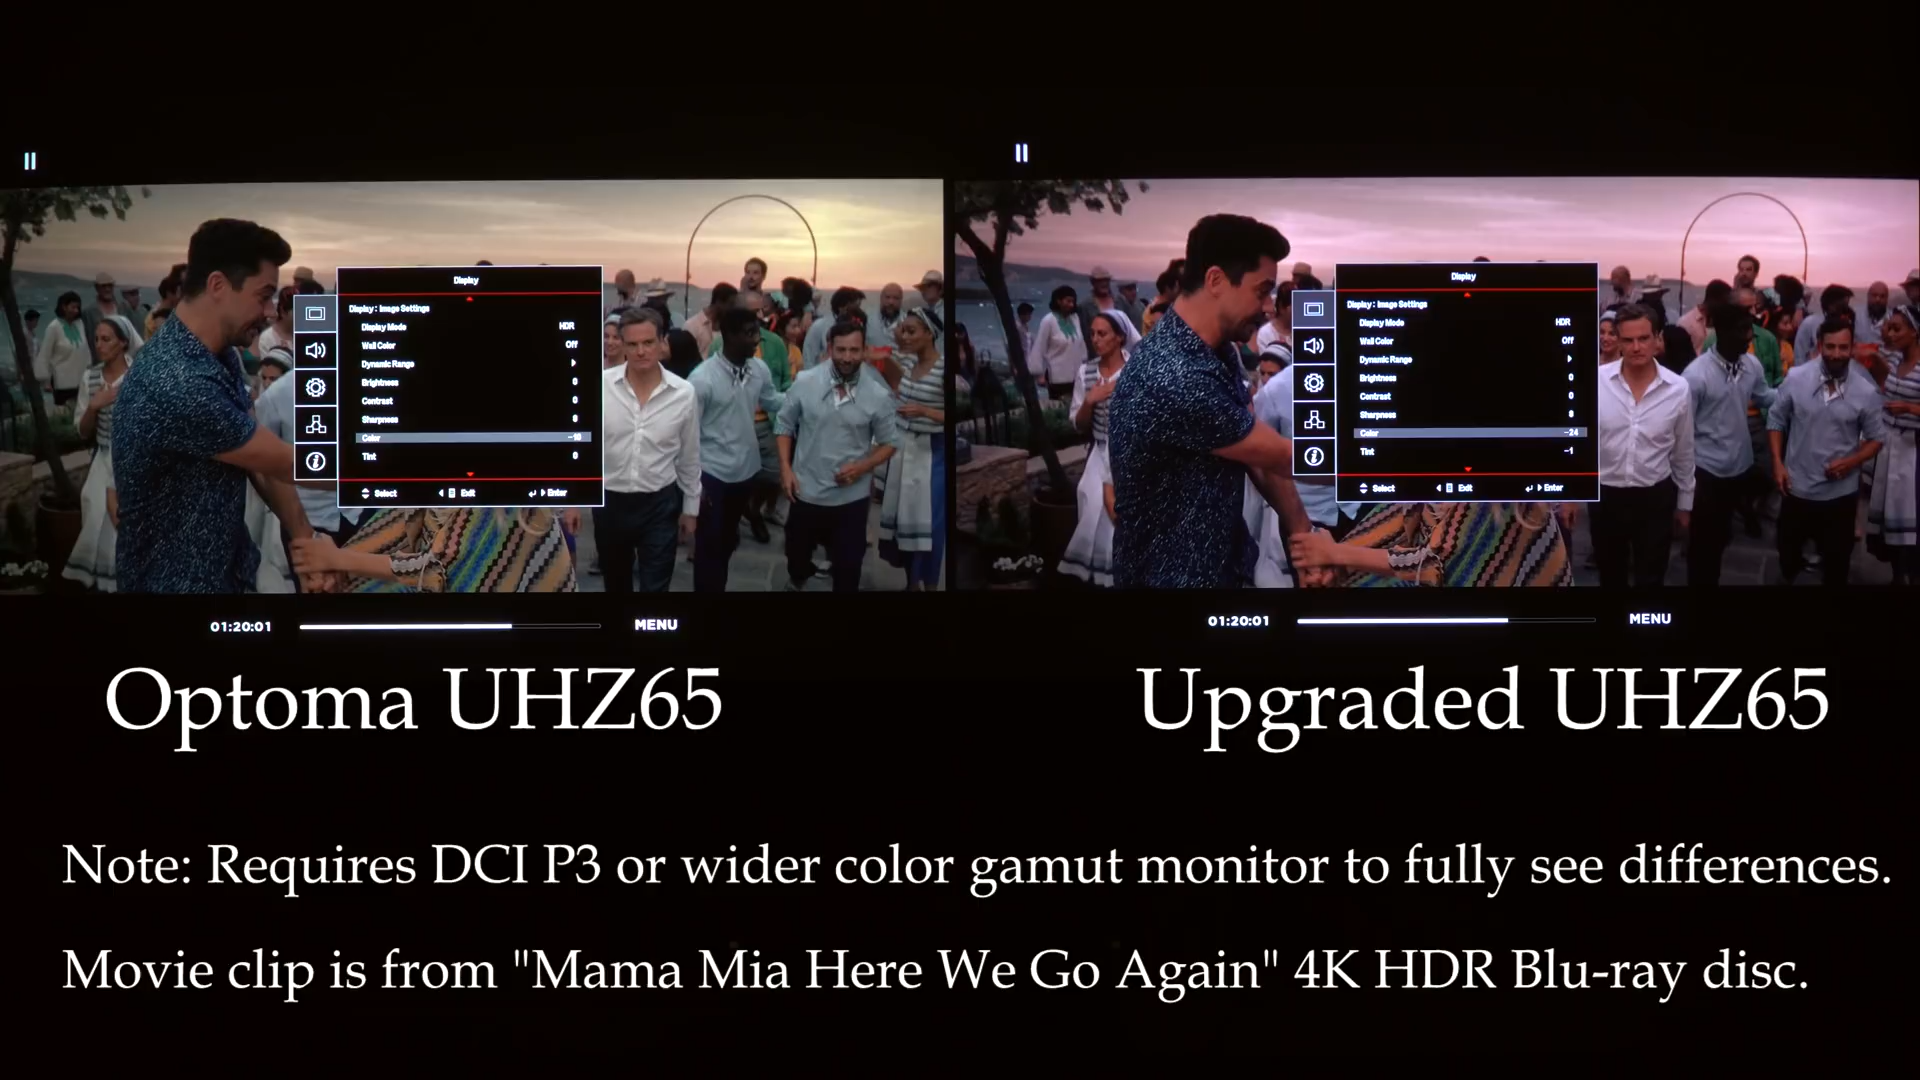 Display
Display : Image Settings
Display Mode HDR
Wall Color Off
Dynamic Range
Brightness 0
Contrast 0
Sharpness 8
Color
Tint 0
Select Exit Enter
01:20:01 MENU
Display
Display : Image Settings
Display Mode HDR
Wall Color Off
Dynamic Range
Brightness 0
Contrast 0
Sharpness 8
Color -24
Tint -1
Select Exit Enter
01:20:01 MENU
Optoma UHZ65
Upgraded UHZ65
Note: Requires DCI P3 or wider color gamut monitor to fully see differences.
Movie clip is from "Mama Mia Here We Go Again" 4K HDR Blu-ray disc.